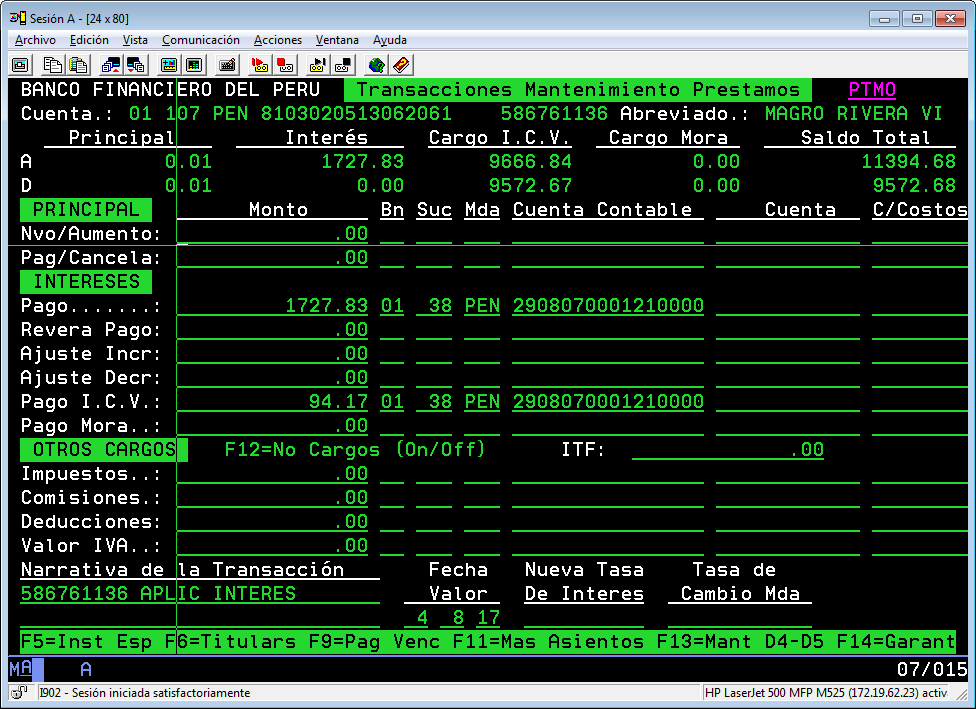 Sesión A - [24 x 80]
Archivo Edición Vista Comunicación Acciones Ventana Ayuda
BANCO FINANCIERO DEL PERU Transacciones Mantenimiento Prestamos PTMO
Cuenta.: 01 107 PEN 8103020513062061 586761136 Abreviado.: MAGRO RIVERA VI
Principal Interés Cargo I.C.V. Cargo Mora Saldo Total
A 0.01 1727.83 9666.84 0.00 11394.68
D 0.01 0.00 9572.67 0.00 9572.68
PRINCIPAL Monto Bn Suc Mda Cuenta Contable Cuenta C/Costos
Nvo/Aumento: .00
Pag/Cancela: .00
INTERESES
Pago.......: 1727.83 01 38 PEN 2908070001210000
Revera Pago: .00
Ajuste Incr: .00
Ajuste Decr: .00
Pago I.C.V.: 94.17 01 38 PEN 2908070001210000
Pago Mora..: .00
OTROS CARGOS F12=No Cargos (On/Off) ITF: .00
Impuestos..: .00
Comisiones.: .00
Deducciones: .00
Valor IVA..: .00
Narrativa de la Transacción Fecha Nueva Tasa Tasa de
586761136 APLIC INTERES Valor De Interes Cambio Mda
4 8 17
F5=Inst Esp F6=Titulars F9=Pag Venc F11=Mas Asientos F13=Mant D4-D5 F14=Garant
MA A 07/015
I902 - Sesión iniciada satisfactoriamente HP LaserJet 500 MFP M525 (172.19.62.23) activ